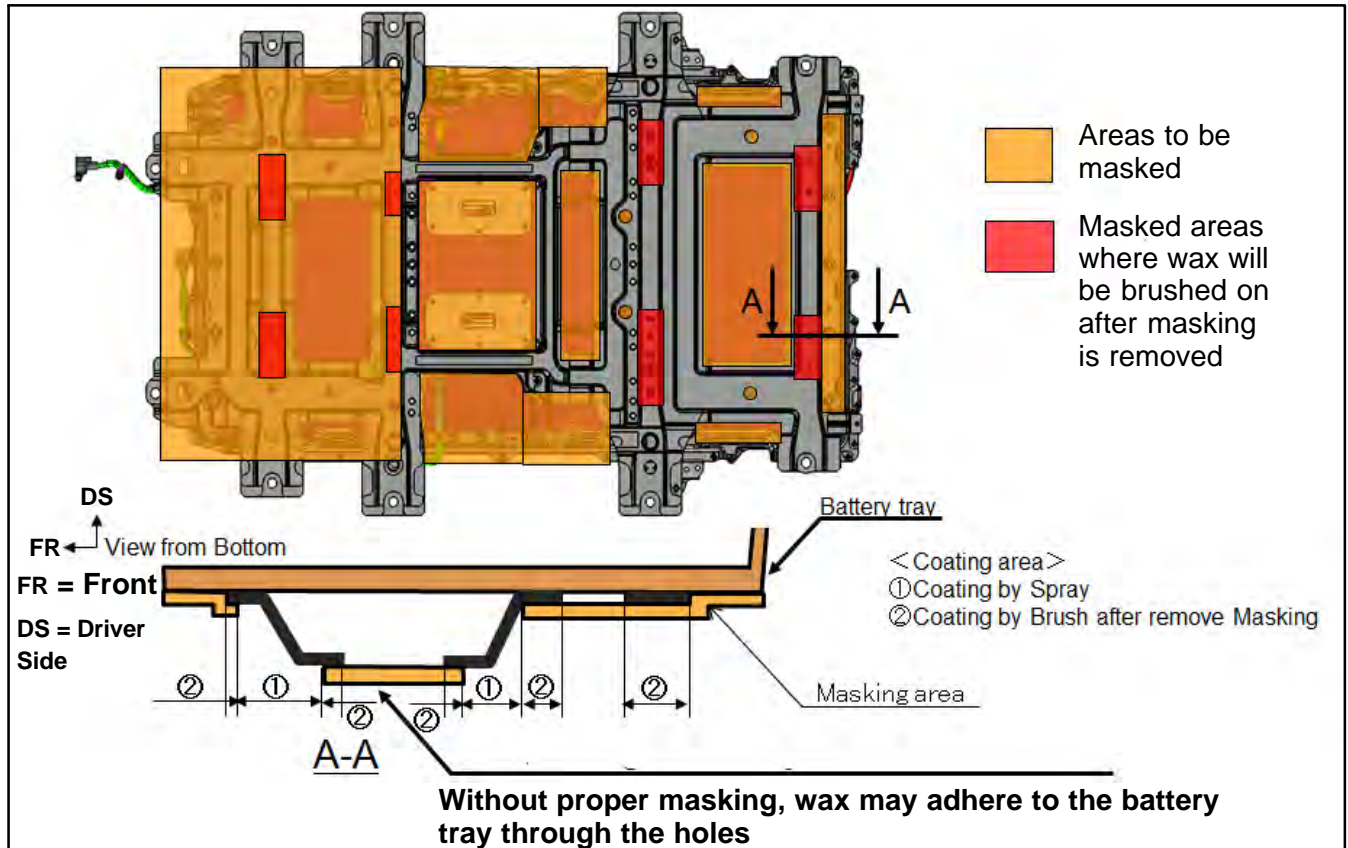 Areas to be
masked
Masked areas
where wax will
be brushed on
after masking
is removed
A
A
DS
FR
View from Bottom
FR = Front
DS = Driver
Side
Battery tray
<Coating area>
①Coating by Spray
②Coating by Brush after remove Masking
② ① ② ② ① ② ②
Masking area
A-A
Without proper masking, wax may adhere to the battery
tray through the holes